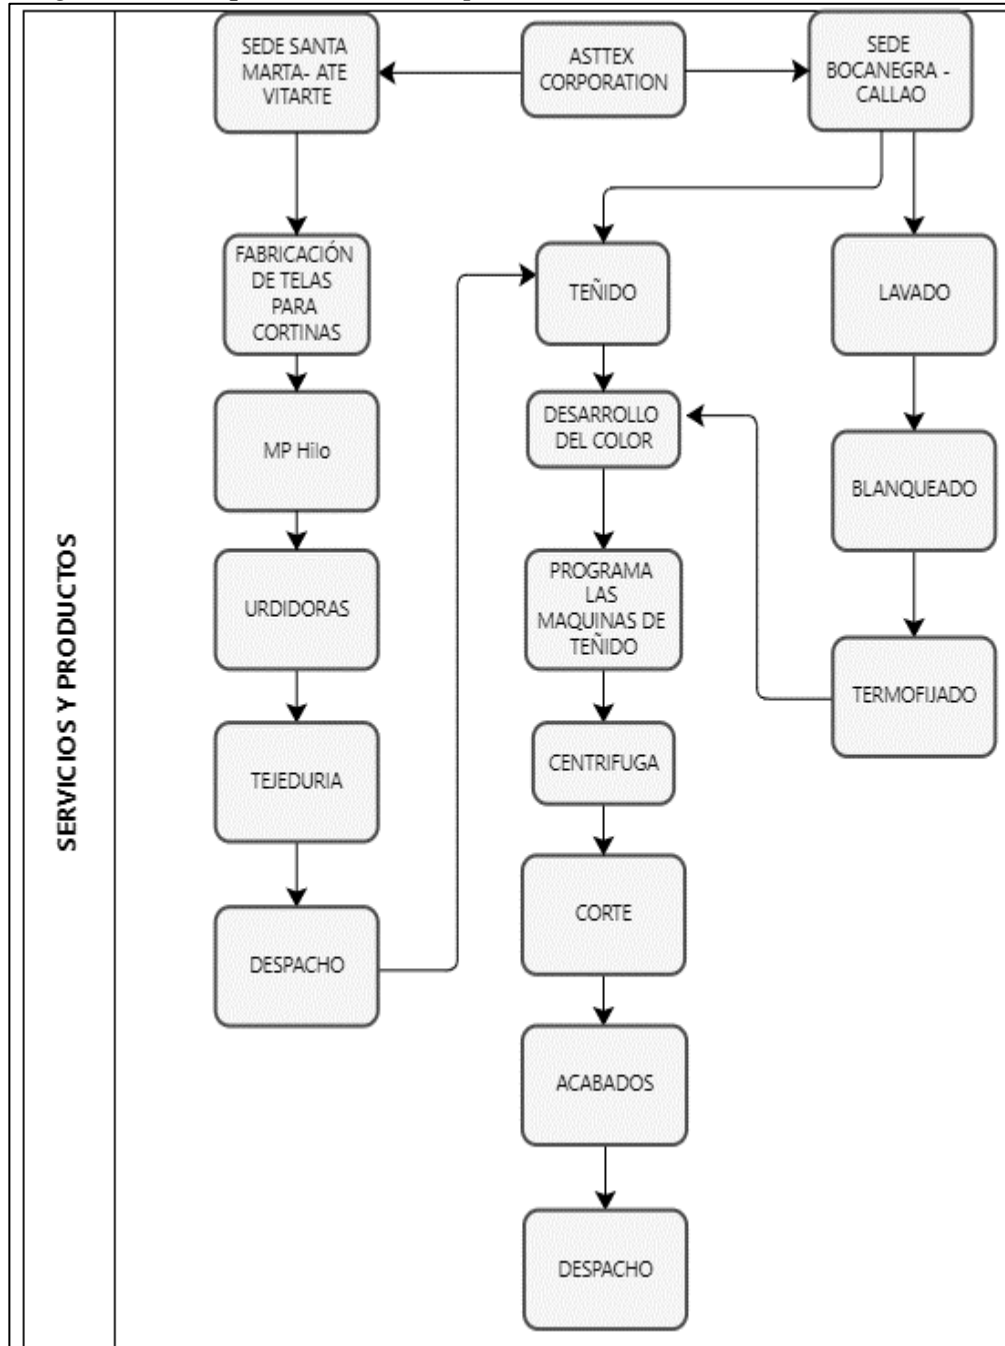 SERVICIOS Y PRODUCTOS
SEDE SANTA
MARTA- ATE
VITARTE
ASTTEX
CORPORATION
SEDE
BOCANEGRA -
CALLAO
FABRICACIÓN
DE TELAS
PARA
CORTINAS
MP Hilo
URDIDORAS
TEJEDURIA
DESPACHO
TEÑIDO
DESARROLLO
DEL COLOR
PROGRAMA
LAS
MAQUINAS DE
TEÑIDO
CENTRIFUGA
CORTE
ACABADOS
DESPACHO
LAVADO
BLANQUEADO
TERMOFIJADO